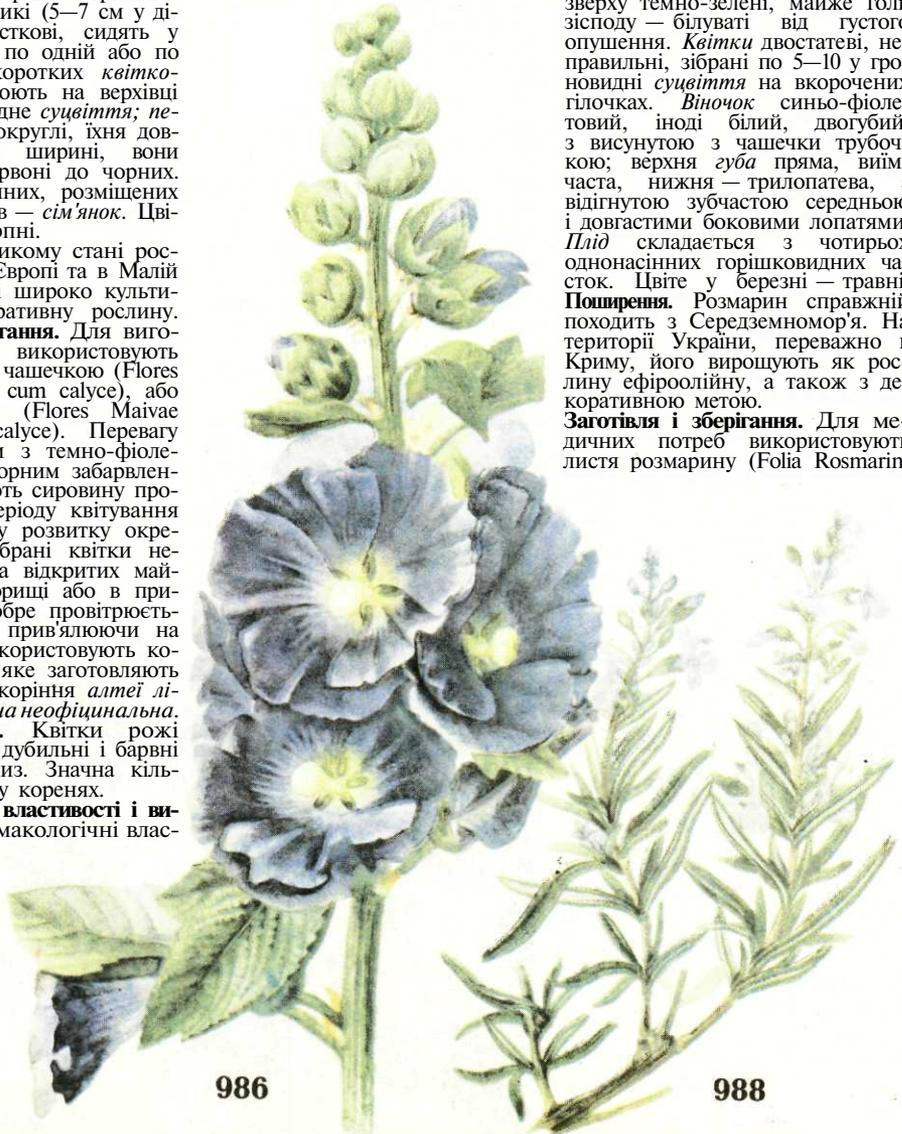 икі (5—7 см у ді-
сткові, сидять у
по одній або по
коротких квітко-
юють на верхівці
дне суцвіття; пе-
округлі, їхня дов-
ширині, вони
рвоні до чорних.
нних, розміщених
в — сім'янок. Цві-
опні.
икому стані рос-
Європі та в Малій
і широко культи-
ративну рослину.
гання. Для виго-
використовують
чашечкою (Flores
cum calyce), або
(Flores Maivae
calyce). Перевагу
и з темно-фіоле-
орним забарвлен-
ють сировину про-
еріоду квітування
у розвитку окре-
ібрані квітки не-
а відкритих май-
орищі або в при-
обре провітрюєть-
прив'ялюючи на
користовують ко-
яке заготовляють
коріння алтеї лі-
на неофіцинальна.
. Квітки рожі
дубильні і барвні
из. Значна кіль-
у коренях.
властивості і ви-
макологічні влас-
зверху темно-зелені, майже голі
зісподу — білуваті від густого
опушення. Квітки двостатеві, не-
правильні, зібрані по 5—10 у гро-
новидні суцвіття на вкорочених
гілочках. Віночок синьо-фіоле-
товий, іноді білий, двогубий
з висунутою з чашечки трубоч-
кою; верхня губа пряма, виїм-
часта, нижня — трилопатева,
відігнутою зубчастою середньою
і довгастими боковими лопатями
Плід складається з чотирьох
однонасінних горішковидних ча-
сток. Цвіте у березні — травні
Поширення. Розмарин справжній
походить з Середземномор'я. На
території України, переважно в
Криму, його вирощують як рос-
лину ефіроолійну, а також з де-
коративною метою.
Заготівля і зберігання. Для ме-
дичних потреб використовують
листя розмарину (Folia Rosmarin
986
988